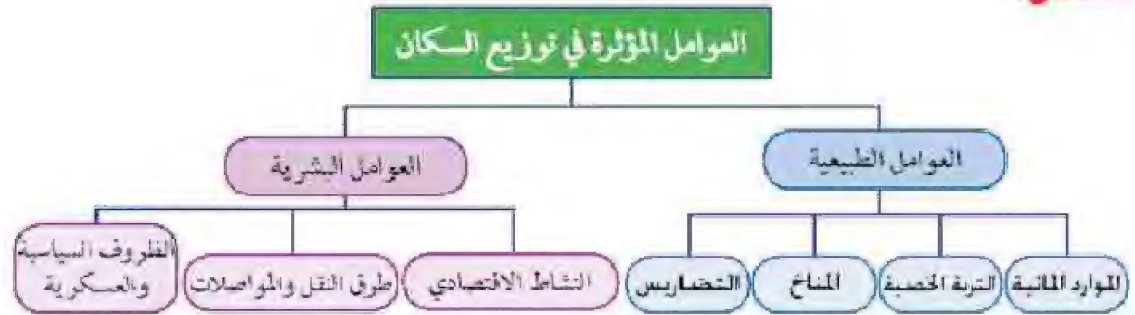 العوامل المؤثرة في توزيع السكان
العوامل الطبيعية
العوامل البشرية
الموارد المائية
التربة الخصبة
المناخ
التضاريس
النشاط الاقتصادي
طرق النقل والمواصلات
الظروف السياسية
والعسكرية